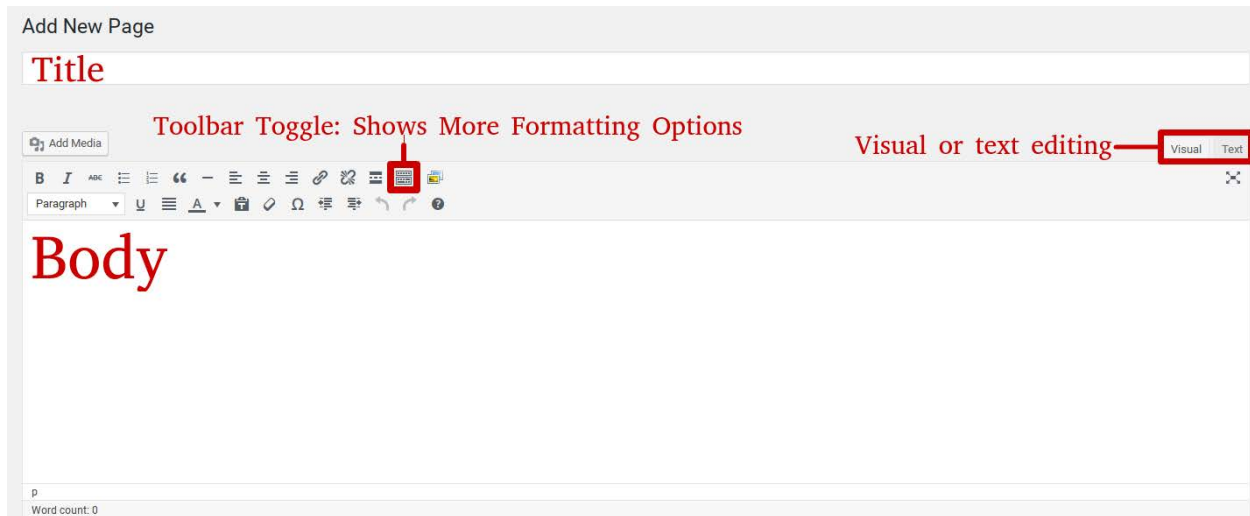 Add New Page
Title
Toolbar Toggle: Shows More Formatting Options
Add Media
Visual or text editing
Visual Text
B I ABC
Paragraph U A T Ω ?
Body
p
Word count: 0